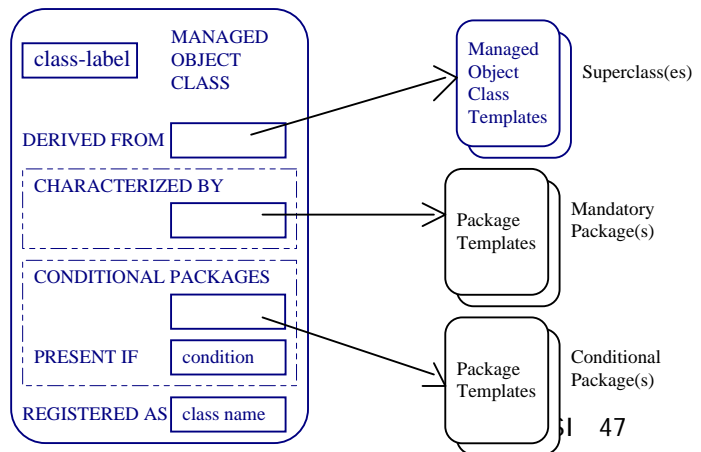 class-label
MANAGED
OBJECT
CLASS
DERIVED FROM
CHARACTERIZED BY
CONDITIONAL PACKAGES
PRESENT IF
condition
REGISTERED AS
class name
Managed
Object
Class
Templates
Superclass(es)
Package
Templates
Mandatory
Package(s)
Package
Templates
Conditional
Package(s)
47